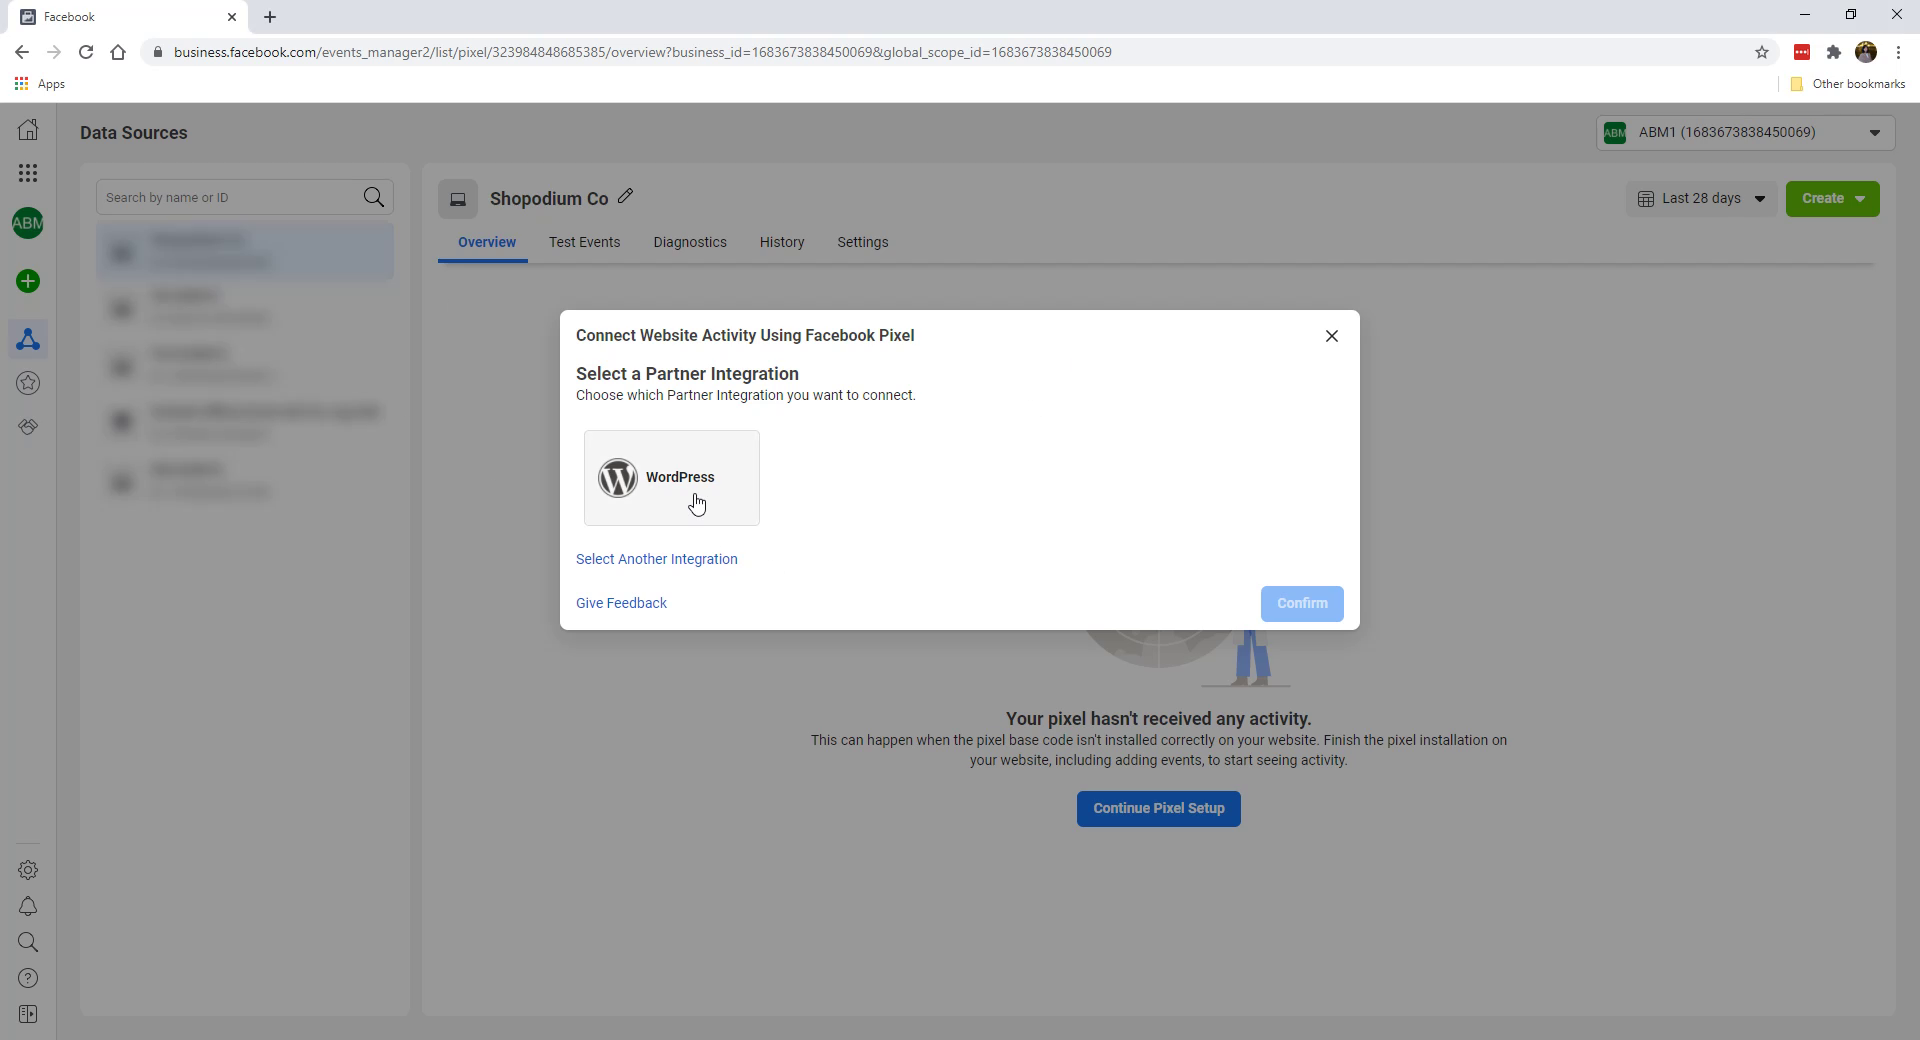 Facebook
business.facebook.com/events_manager2/list/pixel/323984848685385/overview?business_id=1683673838450069&global_scope_id=1683673838450069
Apps
Other bookmarks
Data Sources
ABM ABM1 (1683673838450069)
Search by name or ID
Shopodium Co
Last 28 days
Create
ABM
Overview
Test Events
Diagnostics
History
Settings
Connect Website Activity Using Facebook Pixel
Select a Partner Integration
Choose which Partner Integration you want to connect.
WordPress
Select Another Integration
Give Feedback
Confirm
Your pixel hasn't received any activity.
This can happen when the pixel base code isn't installed correctly on your website. Finish the pixel installation on
your website, including adding events, to start seeing activity.
Continue Pixel Setup